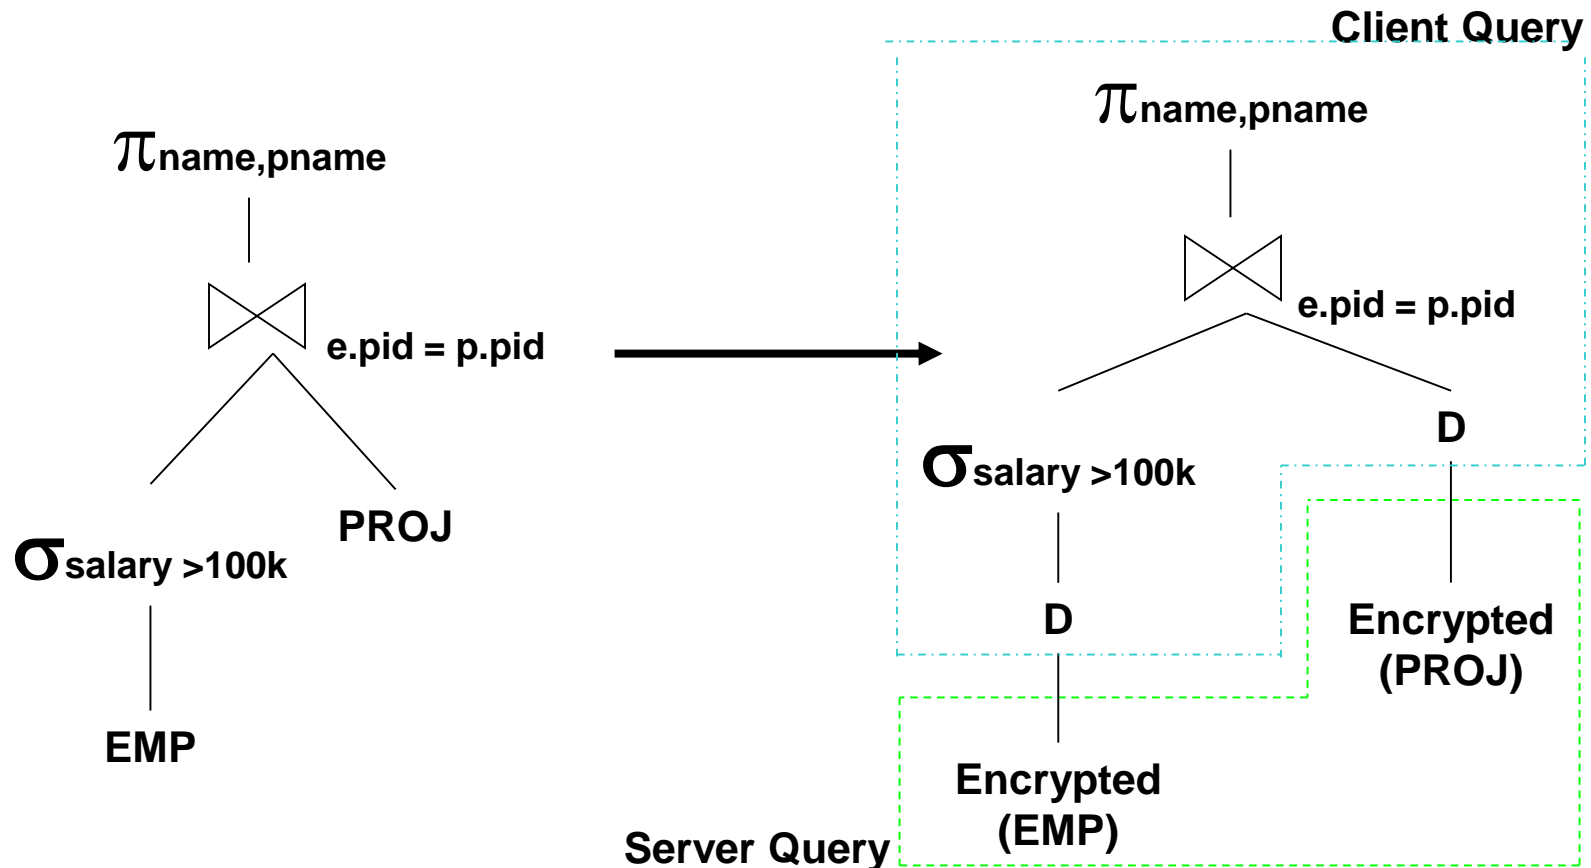 Client Query
πname,pname
e.pid = p.pid
σsalary >100k
PROJ
EMP
πname,pname
e.pid = p.pid
D
σsalary >100k
D
Encrypted
(PROJ)
Encrypted
(EMP)
Server Query